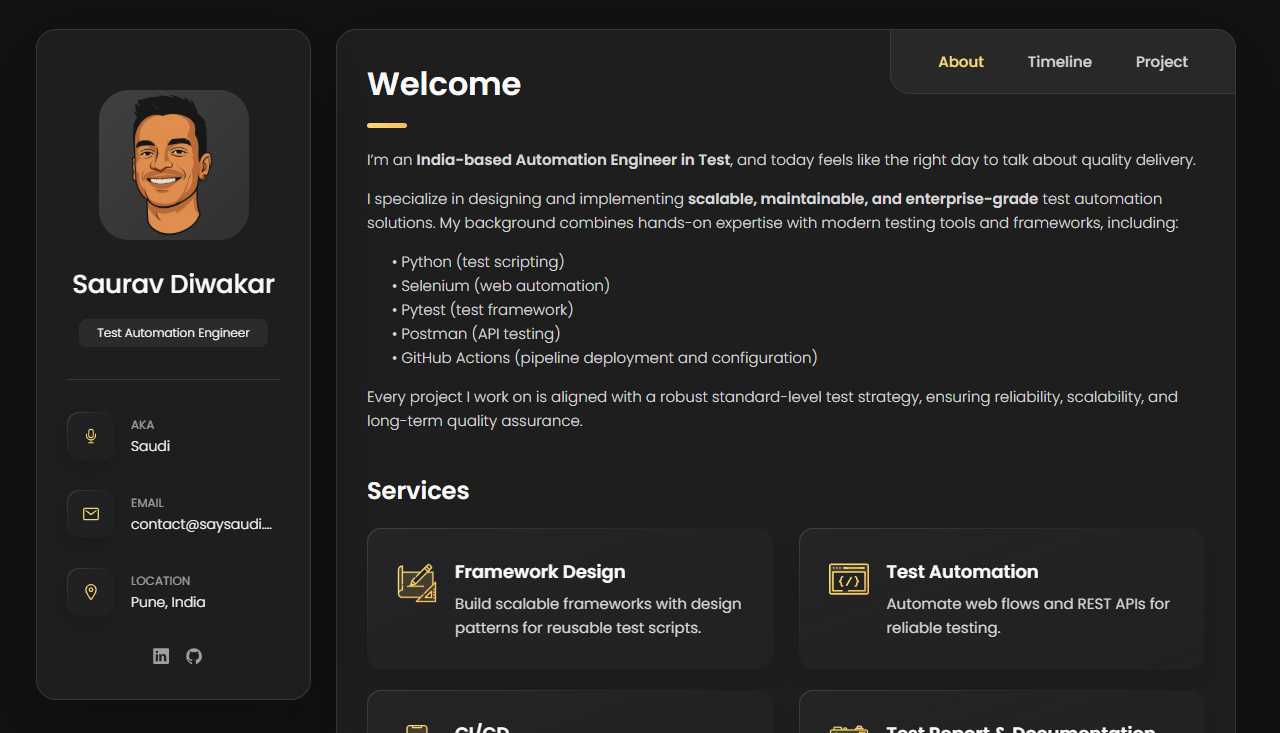 Saurav Diwakar
Test Automation Engineer
AKA
Saudi
EMAIL
contact@saysaudi....
LOCATION
Pune, India
About Timeline Project
Welcome
I'm an India-based Automation Engineer in Test, and today feels like the right day to talk about quality delivery.
I specialize in designing and implementing scalable, maintainable, and enterprise-grade test automation
solutions. My background combines hands-on expertise with modern testing tools and frameworks, including:
• Python (test scripting)
• Selenium (web automation)
• Pytest (test framework)
• Postman (API testing)
• GitHub Actions (pipeline deployment and configuration)
Every project I work on is aligned with a robust standard-level test strategy, ensuring reliability, scalability, and
long-term quality assurance.
Services
Framework Design
Build scalable frameworks with design
patterns for reusable test scripts.
Test Automation
Automate web flows and REST APIs for
reliable testing.
CI/CD
Test Report & Documentation